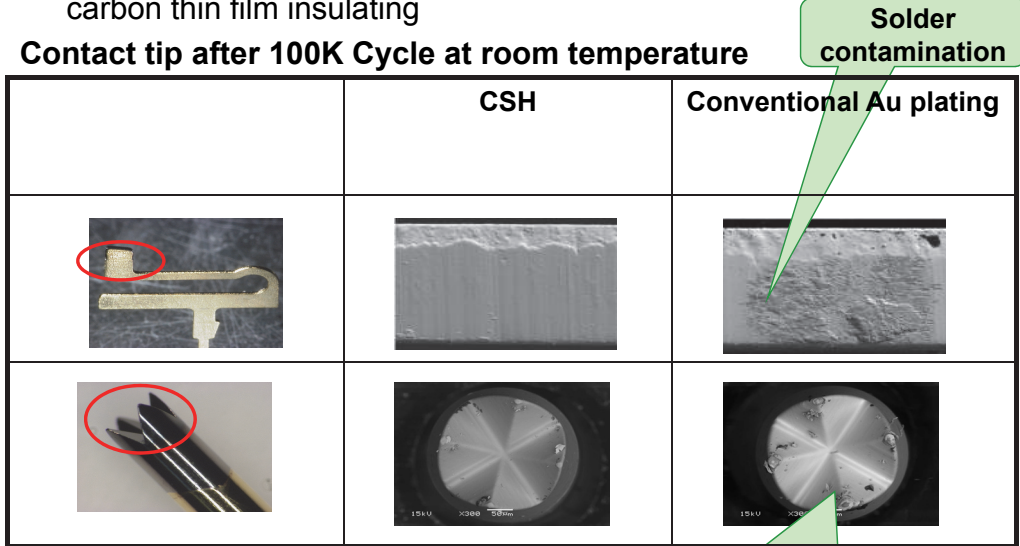 carbon thin film insulating
Solder
contamination
Contact tip after 100K Cycle at room temperature
CSH
Conventional Au plating
15kU X300 50µm
15kU X300 50µm